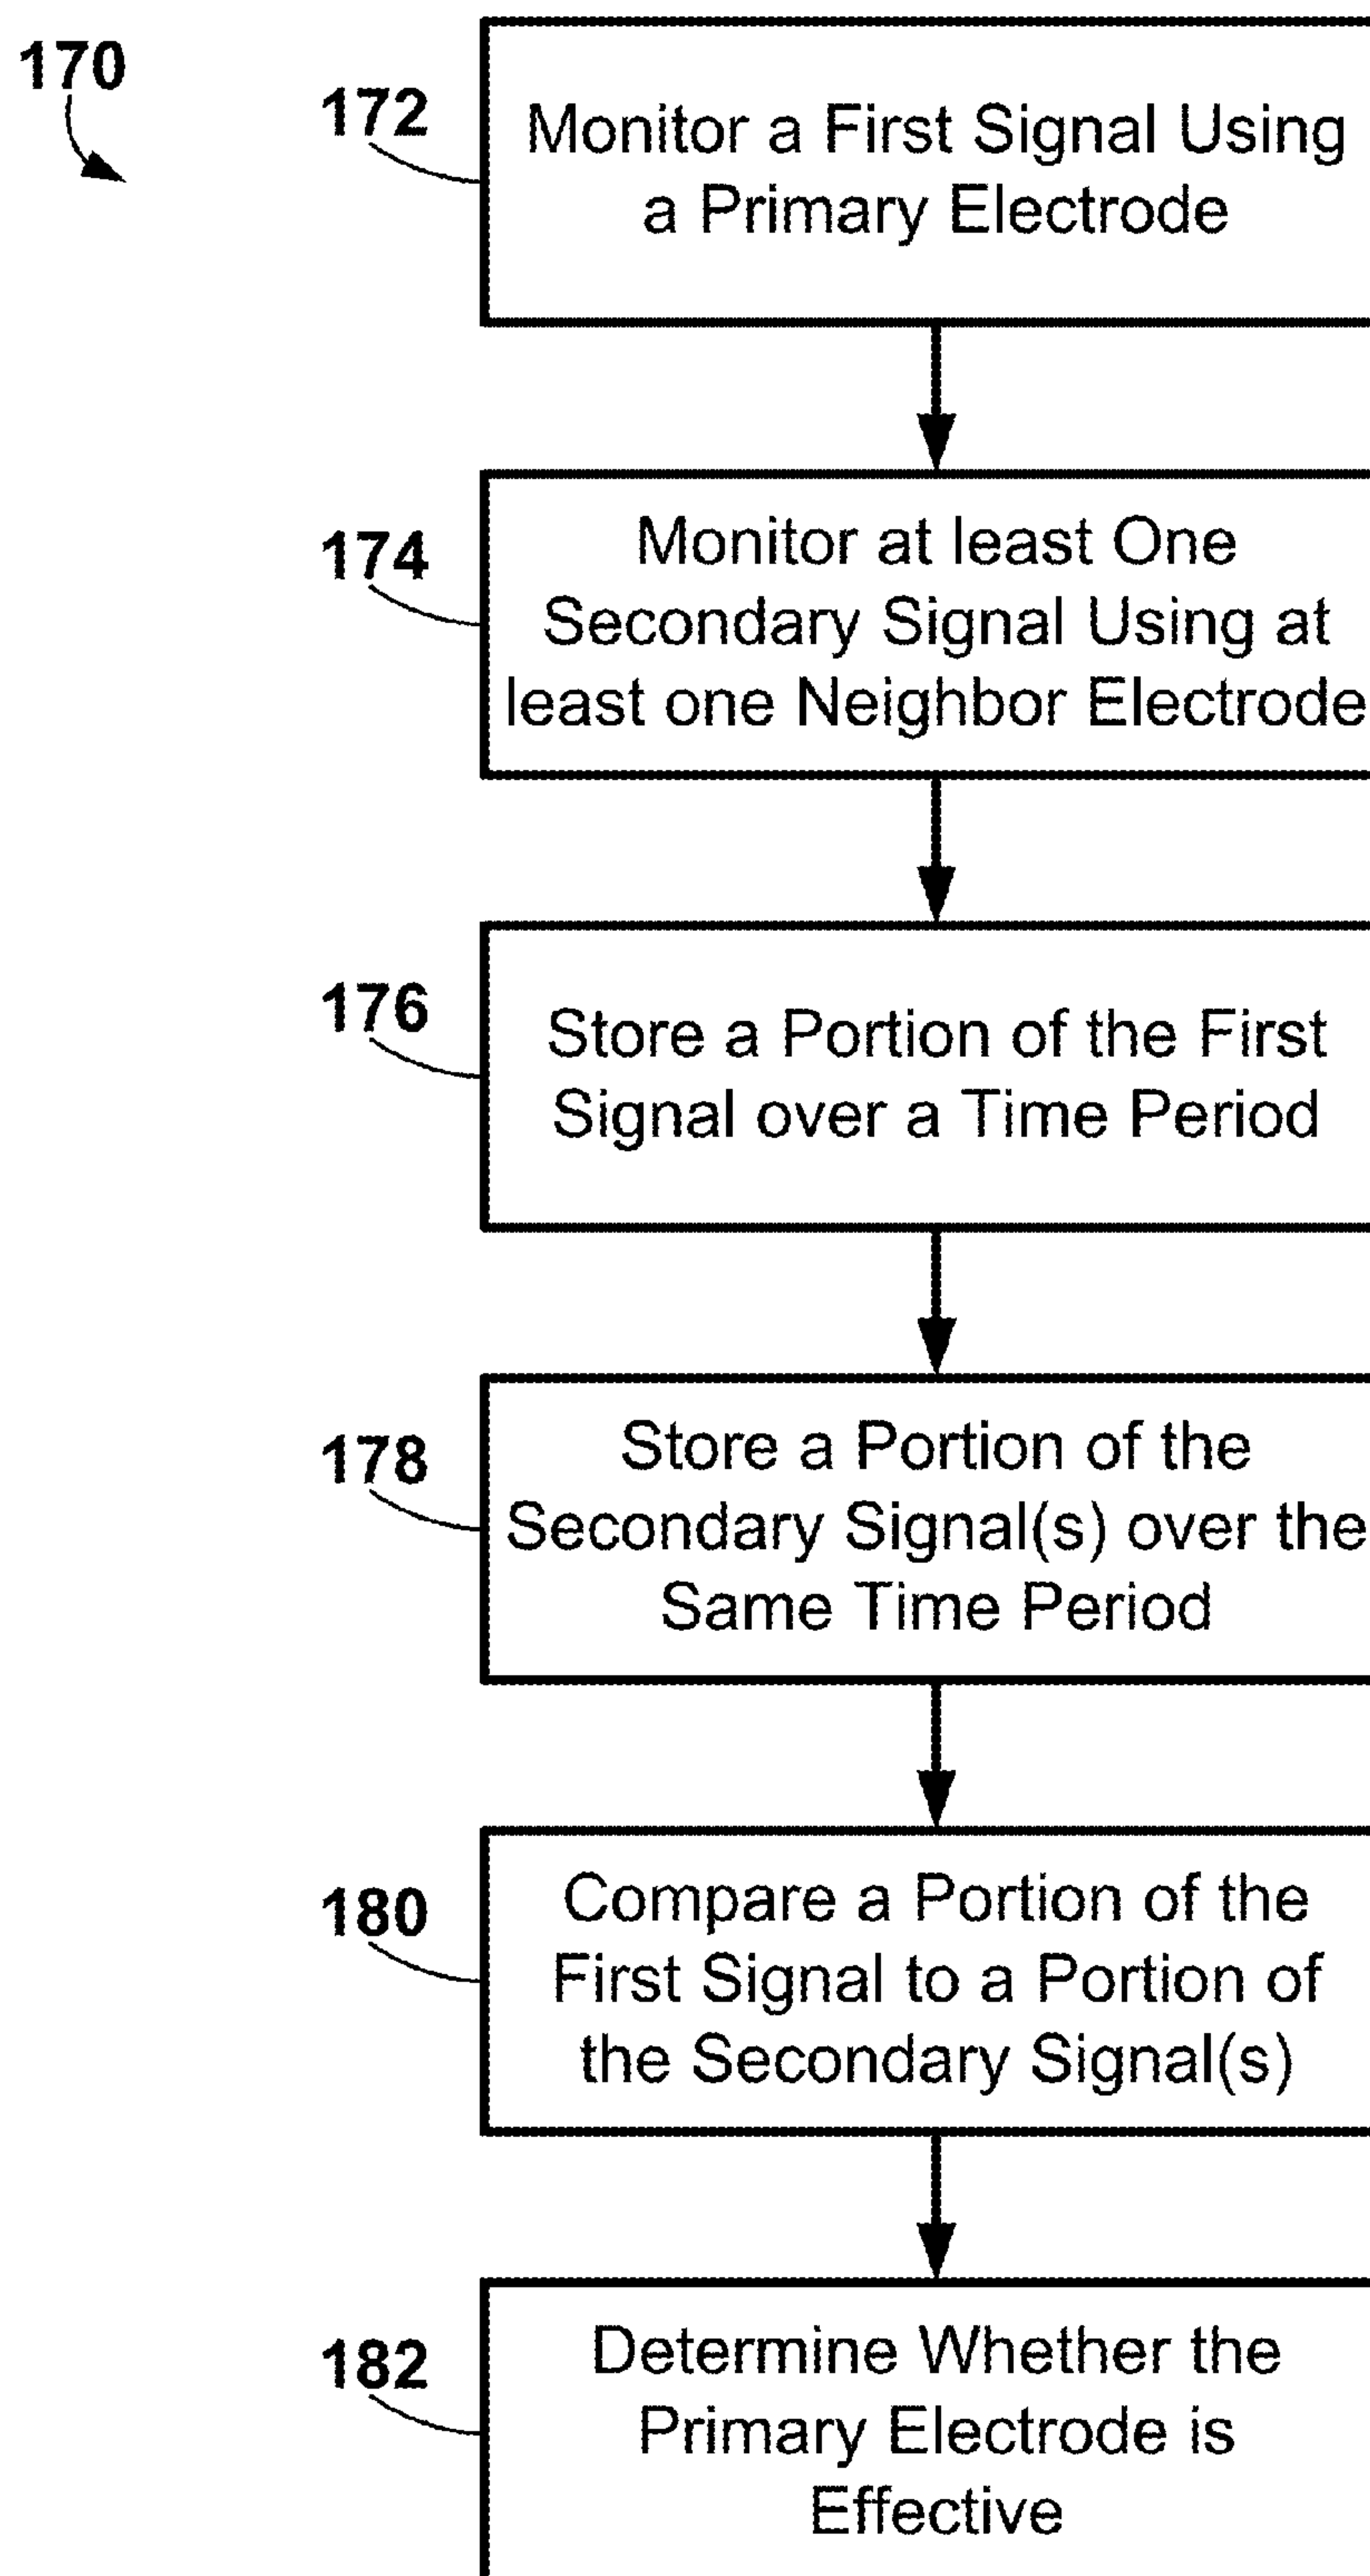 170
172
Monitor a First Signal Using
a Primary Electrode
174
Monitor at least One
Secondary Signal Using at
least one Neighbor Electrode
176
Store a Portion of the First
Signal over a Time Period
178
Store a Portion of the
Secondary Signal(s) over the
Same Time Period
180
Compare a Portion of the
First Signal to a Portion of
the Secondary Signal(s)
182
Determine Whether the
Primary Electrode is
Effective